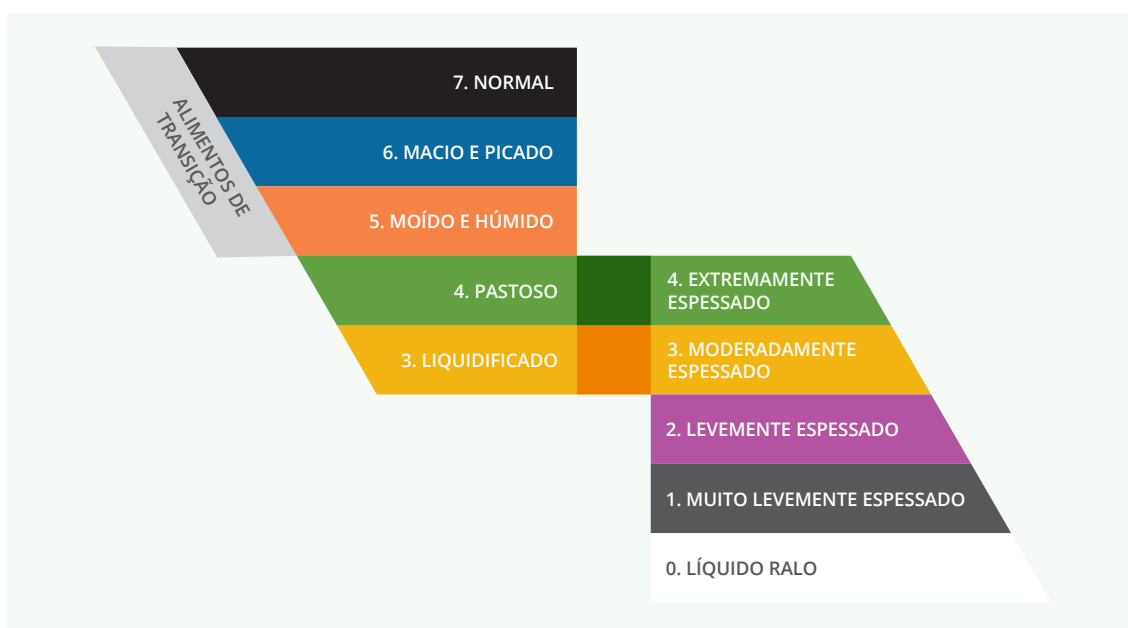 ALIMENTOS DE
TRANSIÇÃO
7. NORMAL
6. MACIO E PICADO
5. MOÍDO E HÚMIDO
4. PASTOSO
3. LIQUIDIFICADO
4. EXTREMAMENTE
ESPESSADO
3. MODERADAMENTE
ESPESSADO
2. LEVEMENTE ESPESSADO
1. MUITO LEVEMENTE ESPESSADO
0. LÍQUIDO RALO